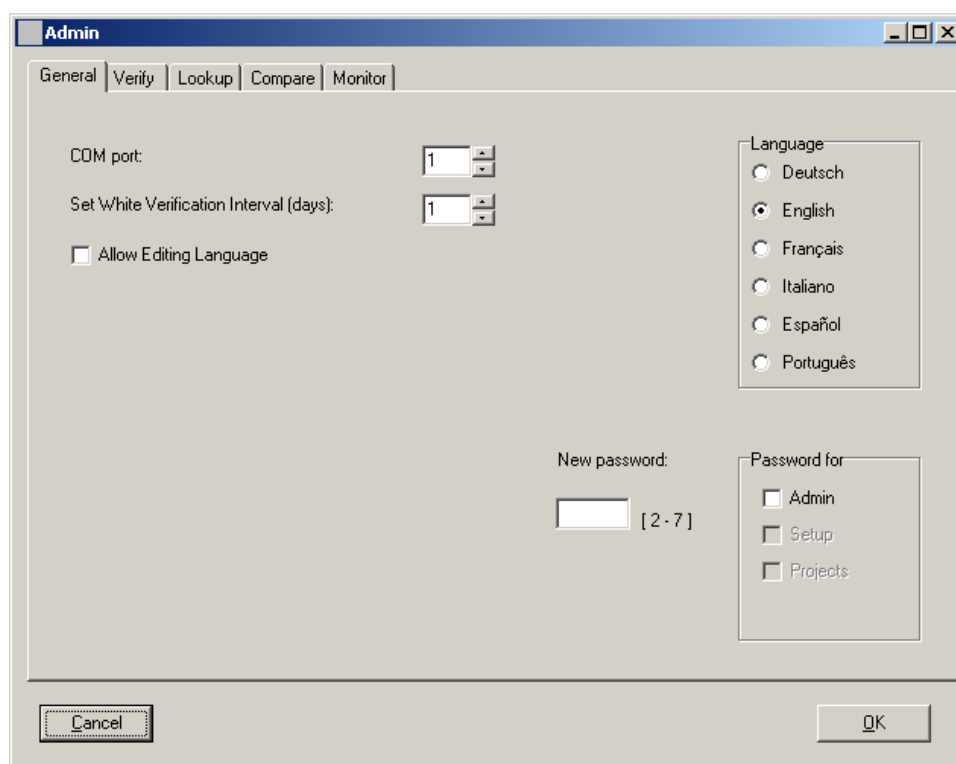 Admin
General Verify Lookup Compare Monitor
COM port: 1
Set White Verification Interval (days): 1
Allow Editing Language
Language
Deutsch
English
Français
Italiano
Español
Português
New password:
[ 2 - 7 ]
Password for
Admin
Setup
Projects
Cancel
OK